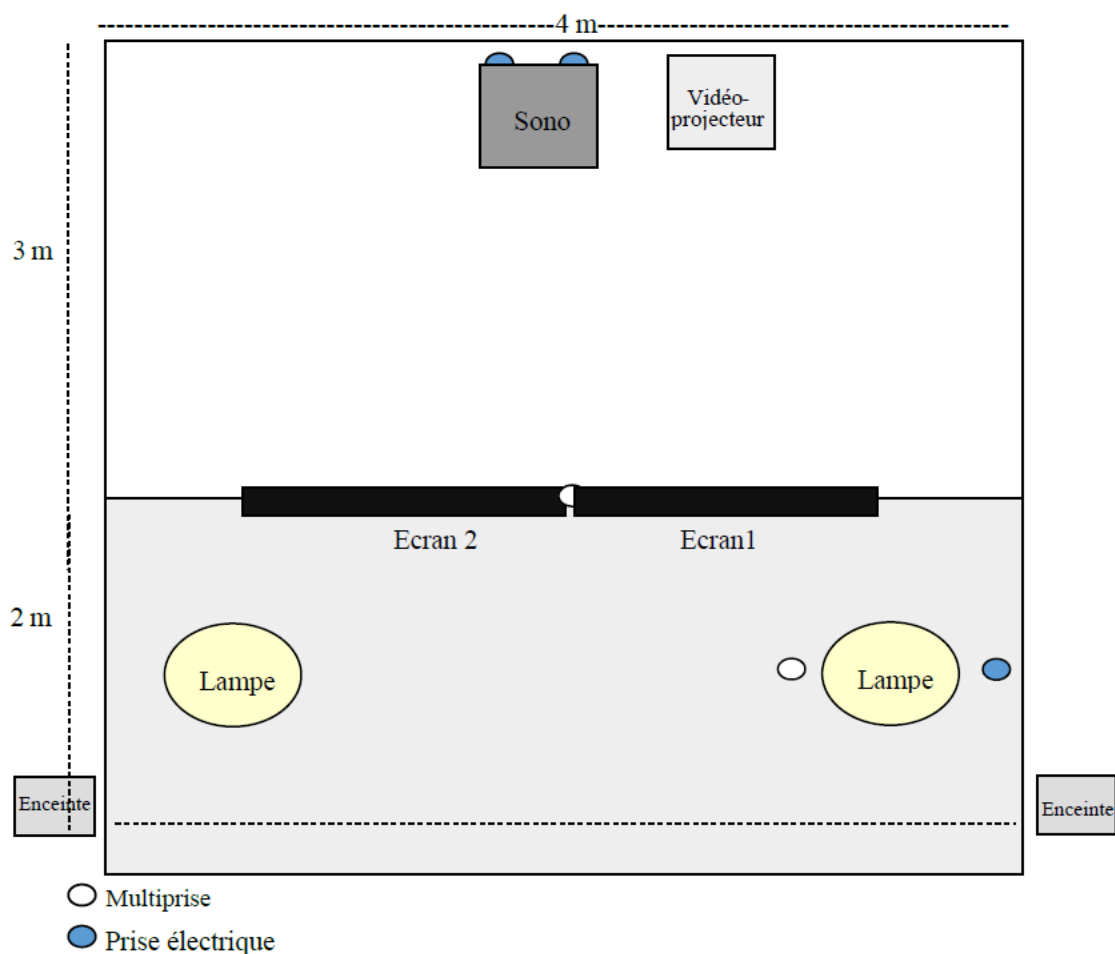 4 m
Vidéo-
projecteur
Sono
3 m
Ecran 2
Ecran1
2 m
Lampe
Lampe
Enceinte
Enceinte
Multiprise
Prise électrique